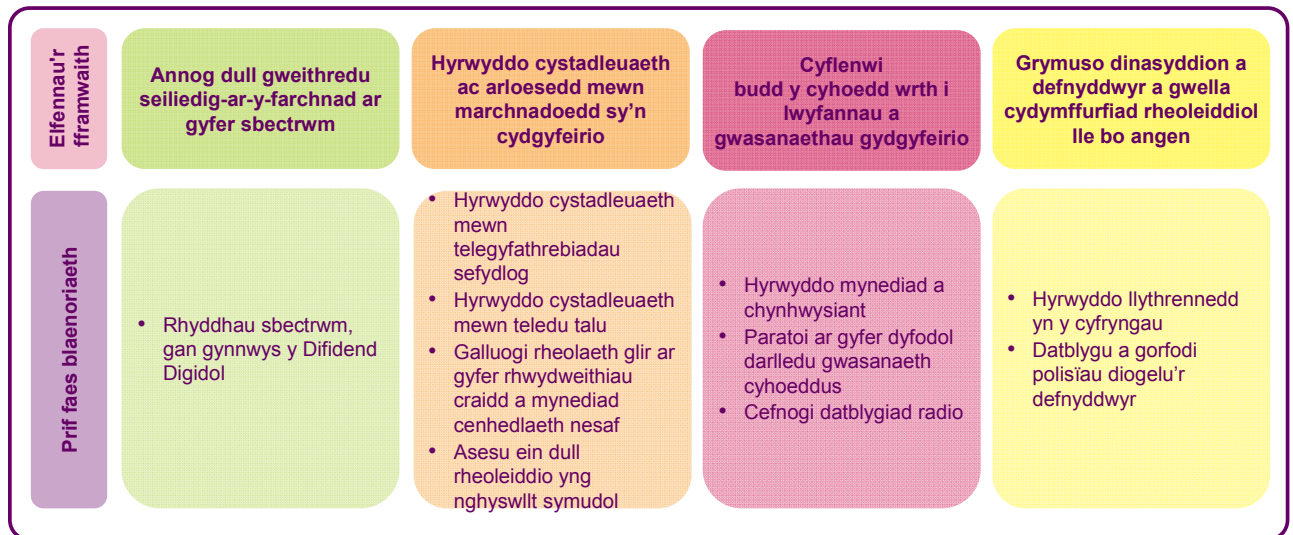 Elfennau'r
fframwaith
Annog dull gweithredu
seiliedig-ar-y-farchnad ar
gyfer sbectrwm
Hyrwyddo cystadleuaeth
ac arloesedd mewn
marchnadoedd sy'n
cydgyfeirio
Cyflenwi
budd y cyhoedd wrth i
lwyfannau a
gwasanaethau gydgyfeirio
Grymuso dinasyddion a
defnyddwyr a gwella
cydymffurfiad rheoleiddiol
lle bo angen
Prif faes blaenoriaeth
• Rhyddhau sbectrwm,
gan gynnwys y Difidend
Digidol
• Hyrwyddo cystadleuaeth
mewn
telegyfathrebiadau
sefydlog
• Hyrwyddo cystadleuaeth
mewn teledu talu
• Galluogi rheolaeth glir ar
gyfer rhwydweithiau
craidd a mynediad
cenhedlaeth nesaf
• Asesu ein dull
rheoleiddio yng
nghyswllt symudol
• Hyrwyddo mynediad a
chynhwysiant
• Paratoi ar gyfer dyfodol
darlledu gwasanaeth
cyhoeddus
• Cefnogi datblygiad radio
• Hyrwyddo llythrennedd
yn y cyfryngau
• Datblygu a gorfodi
polisïau diogelu'r
defnyddwyr